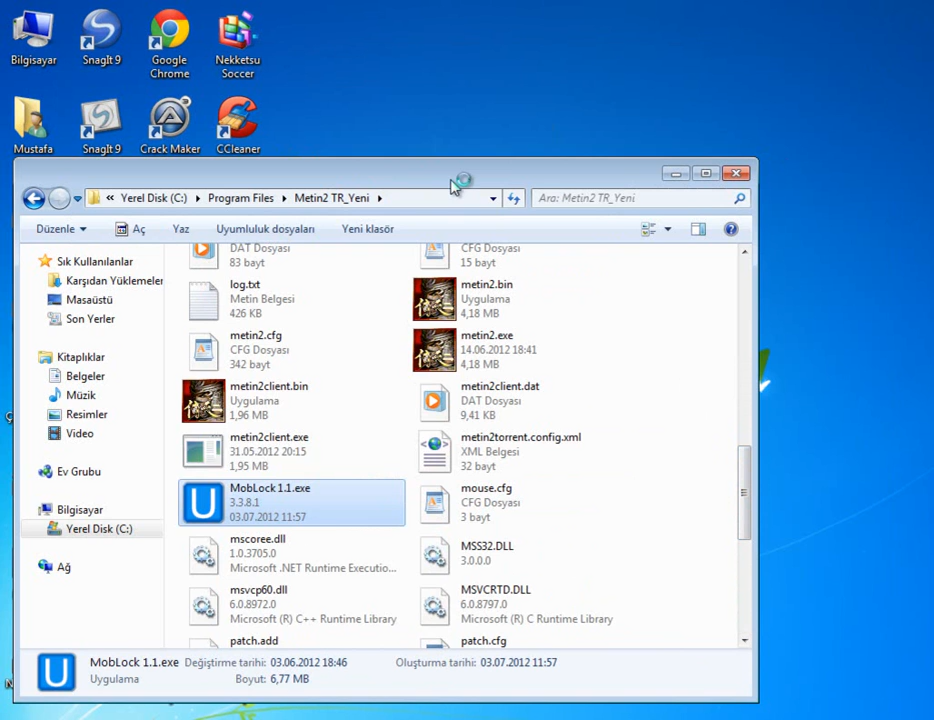 Bilgisayar
SnagIt 9
Google
Chrome
Nekketsu
Soccer
Mustafa
SnagIt 9
Crack Maker
CCleaner
« Yerel Disk (C:) Program Files Metin2 TR_Yeni
Ara: Metin2 TR_Yeni
Düzenle
Aç
Yaz
Uyumluluk dosyaları
Yeni klasör
Sık Kullanılanlar
Karşıdan Yüklemeler
Masaüstü
Son Yerler
Kitaplıklar
Belgeler
Müzik
Resimler
Video
Ev Grubu
Bilgisayar
Yerel Disk (C:)
Ağ
DAT Dosyası
83 bayt
CFG Dosyası
15 bayt
log.txt
Metin Belgesi
426 KB
metin2.bin
Uygulama
4,18 MB
metin2.cfg
CFG Dosyası
342 bayt
metin2.exe
14.06.2012 18:41
4,18 MB
metin2client.bin
Uygulama
1,96 MB
metin2client.dat
DAT Dosyası
9,41 KB
metin2client.exe
31.05.2012 20:15
1,95 MB
metin2torrent.config.xml
XML Belgesi
32 bayt
MobLock 1.1.exe
3.3.8.1
03.07.2012 11:57
mouse.cfg
CFG Dosyası
3 bayt
mscoree.dll
1.0.3705.0
Microsoft .NET Runtime Executio...
MSS32.DLL
3.0.0.0
msvcp60.dll
6.0.8972.0
Microsoft (R) C++ Runtime Library
MSVCRTD.DLL
6.0.8797.0
Microsoft (R) C Runtime Library
patch.add
patch.cfg
MobLock 1.1.exe Değiştirme tarihi: 03.06.2012 18:46 Oluşturma tarihi: 03.07.2012 11:57
Uygulama Boyut: 6,77 MB